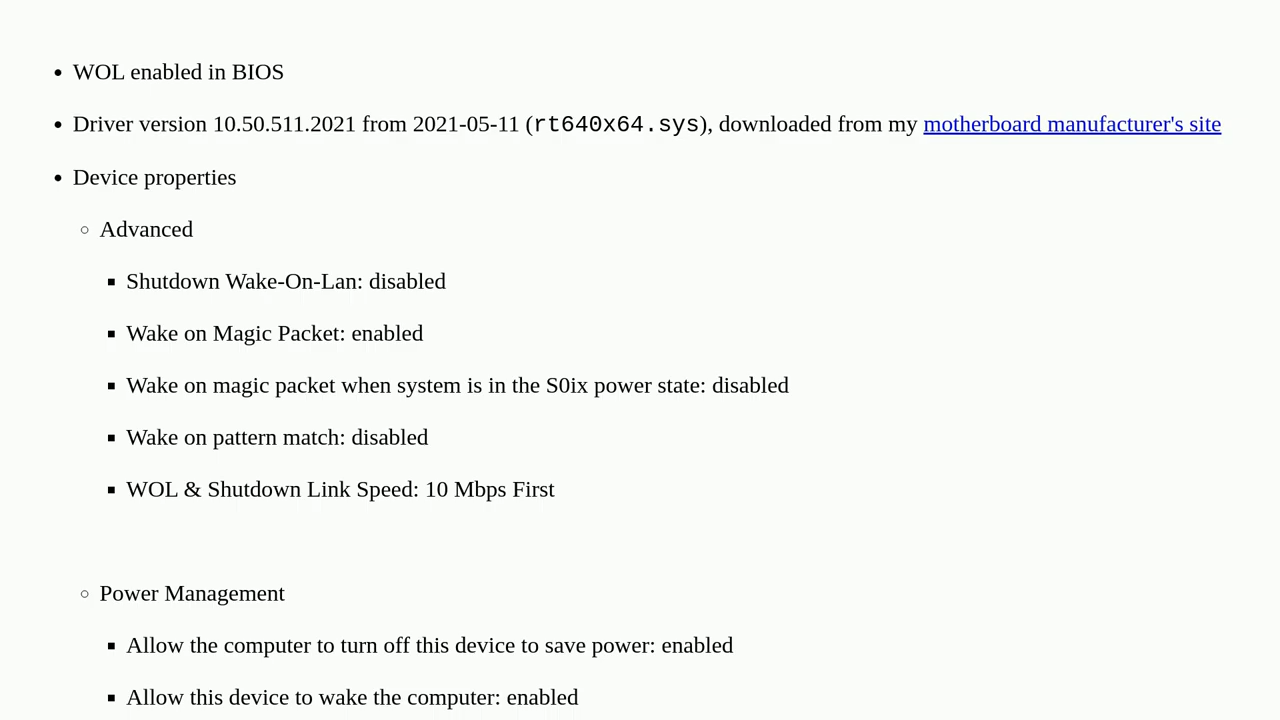 WOL enabled in BIOS
Driver version 10.50.511.2021 from 2021-05-11 (rt640x64.sys), downloaded from my motherboard manufacturer's site
Device properties
Advanced
Shutdown Wake-On-Lan: disabled
Wake on Magic Packet: enabled
Wake on magic packet when system is in the S0ix power state: disabled
Wake on pattern match: disabled
WOL & Shutdown Link Speed: 10 Mbps First
Power Management
Allow the computer to turn off this device to save power: enabled
Allow this device to wake the computer: enabled